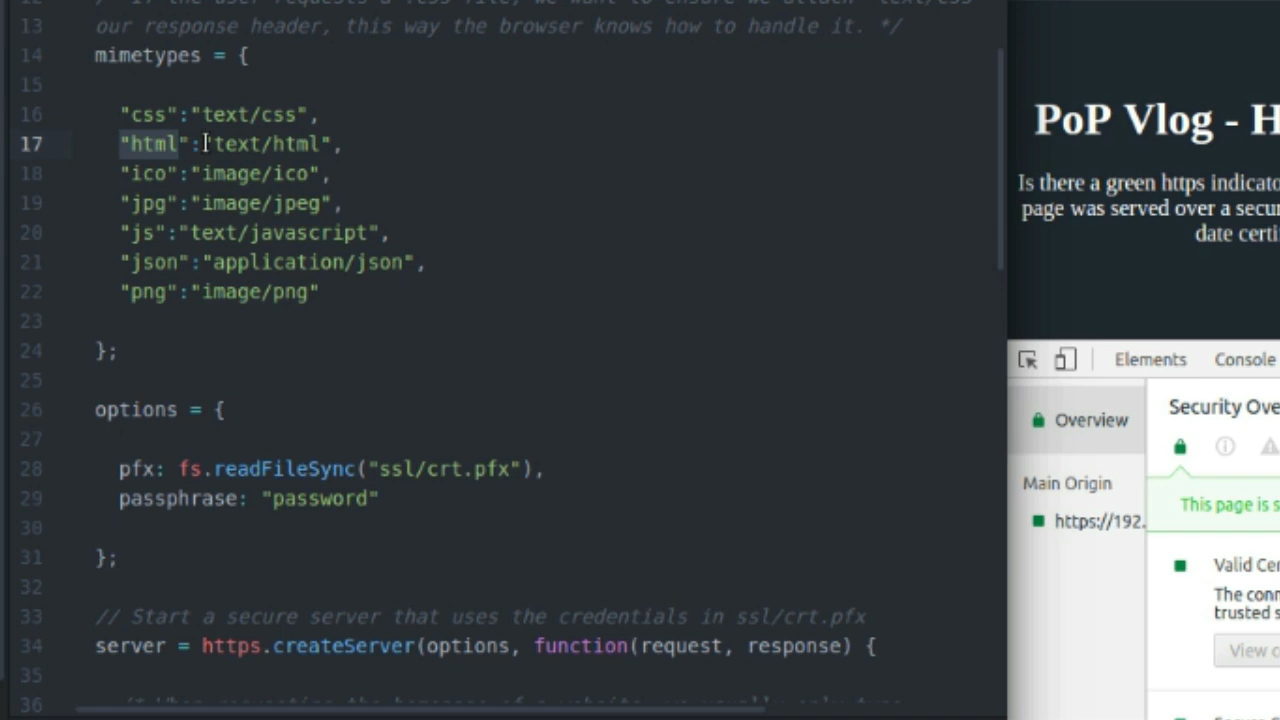 13 our response header, this way the browser knows how to handle it. */
14 mimetypes = {
15
16 "css":"text/css",
17 "html":"text/html",
18 "ico":"image/ico",
19 "jpg":"image/jpeg",
20 "js":"text/javascript",
21 "json":"application/json",
22 "png":"image/png"
23
24 };
25
26 options = {
27
28 pfx: fs.readFileSync("ssl/crt.pfx"),
29 passphrase: "password"
30
31 };
32
33 // Start a secure server that uses the credentials in ssl/crt.pfx
34 server = https.createServer(options, function(request, response) {
35
36
PoP Vlog - H
Is there a green https indicato
page was served over a secur
date certi
Elements Console
Overview
Main Origin
https://192.
Security Ove
This page is s
Valid Cer
The conn
trusted s
View c